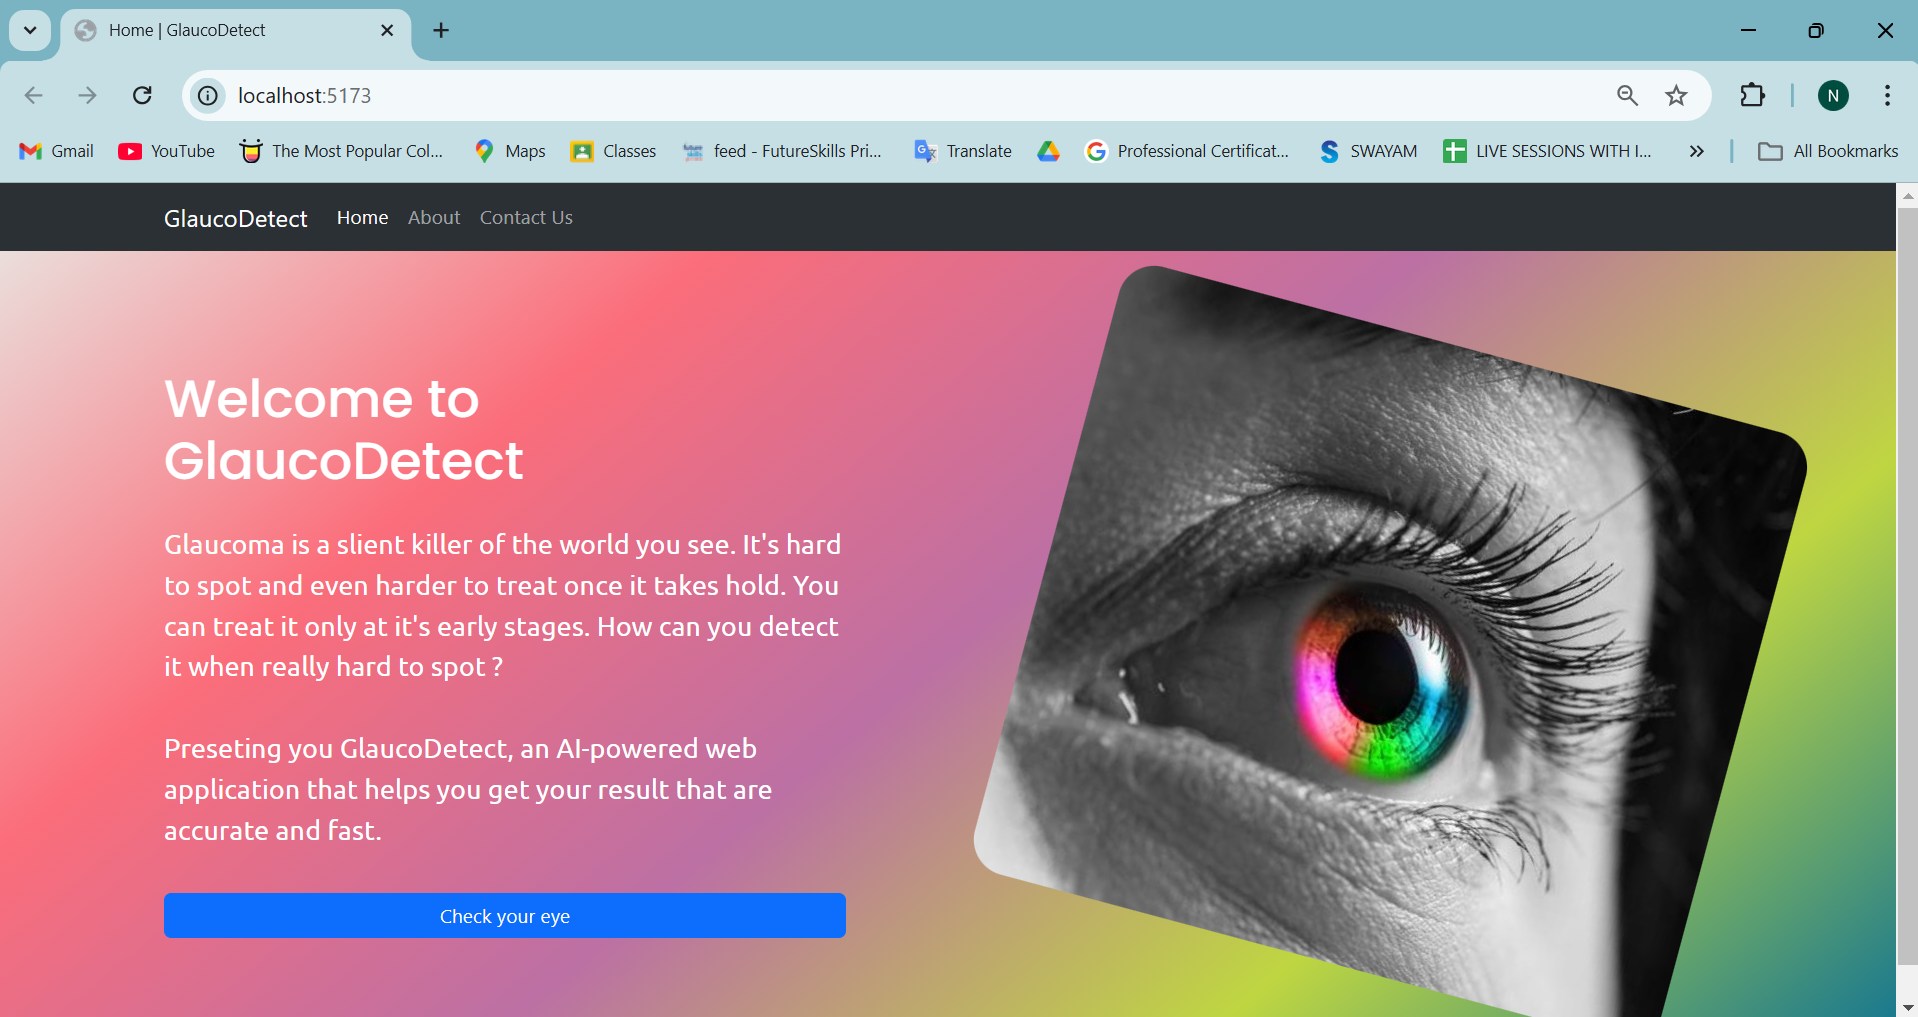 Home | GlaucoDetect
localhost:5173
Gmail YouTube The Most Popular Col... Maps Classes feed - FutureSkills Pri... Translate Professional Certificat... SWAYAM LIVE SESSIONS WITH I... All Bookmarks
N
GlaucoDetect Home About Contact Us
Welcome to
GlaucoDetect
Glaucoma is a slient killer of the world you see. It's hard
to spot and even harder to treat once it takes hold. You
can treat it only at it's early stages. How can you detect
it when really hard to spot ?
Preseting you GlaucoDetect, an AI-powered web
application that helps you get your result that are
accurate and fast.
Check your eye